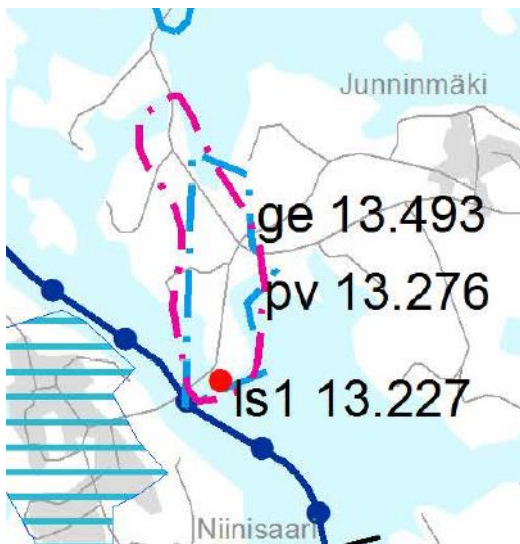 Junninmäki
ge 13.493
pv 13.276
ls1 13.227
Niinisaari